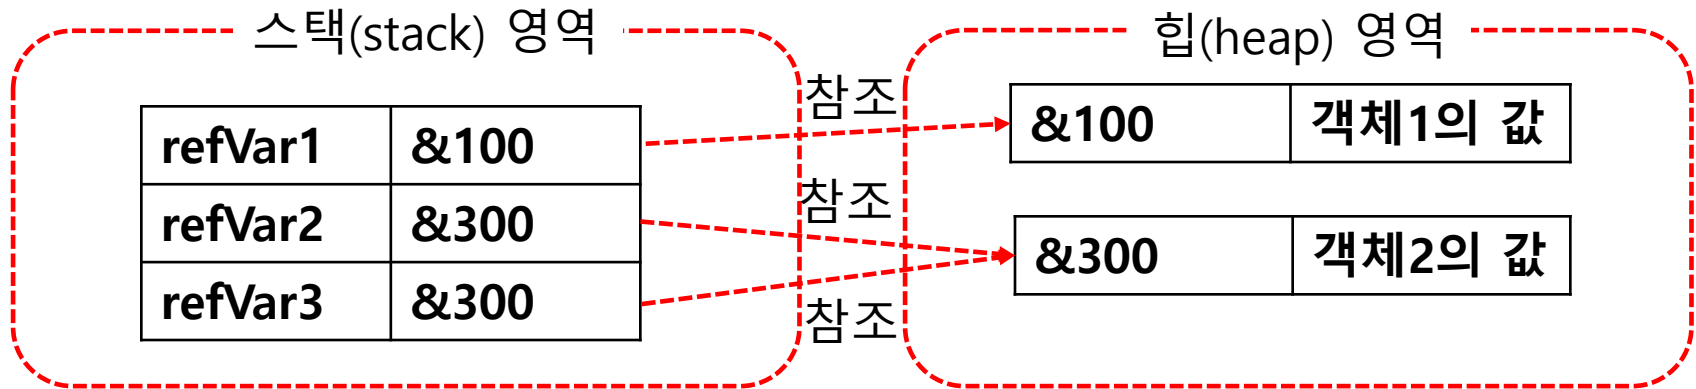 스택(stack) 영역
힙(heap) 영역
참조
refVar1 &100
&100 객체1의 값
참조
refVar2 &300
&300 객체2의 값
refVar3 &300
참조